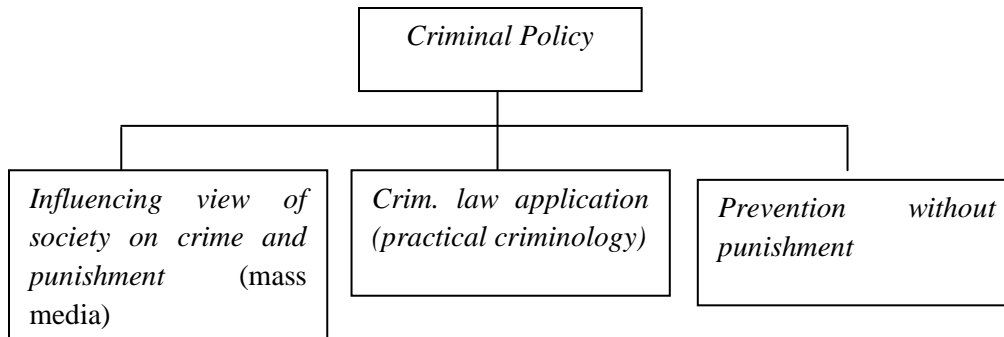 Criminal Policy
Influencing view of
society on crime and
punishment (mass
media)
Crim. law application
(practical criminology)
Prevention without
punishment